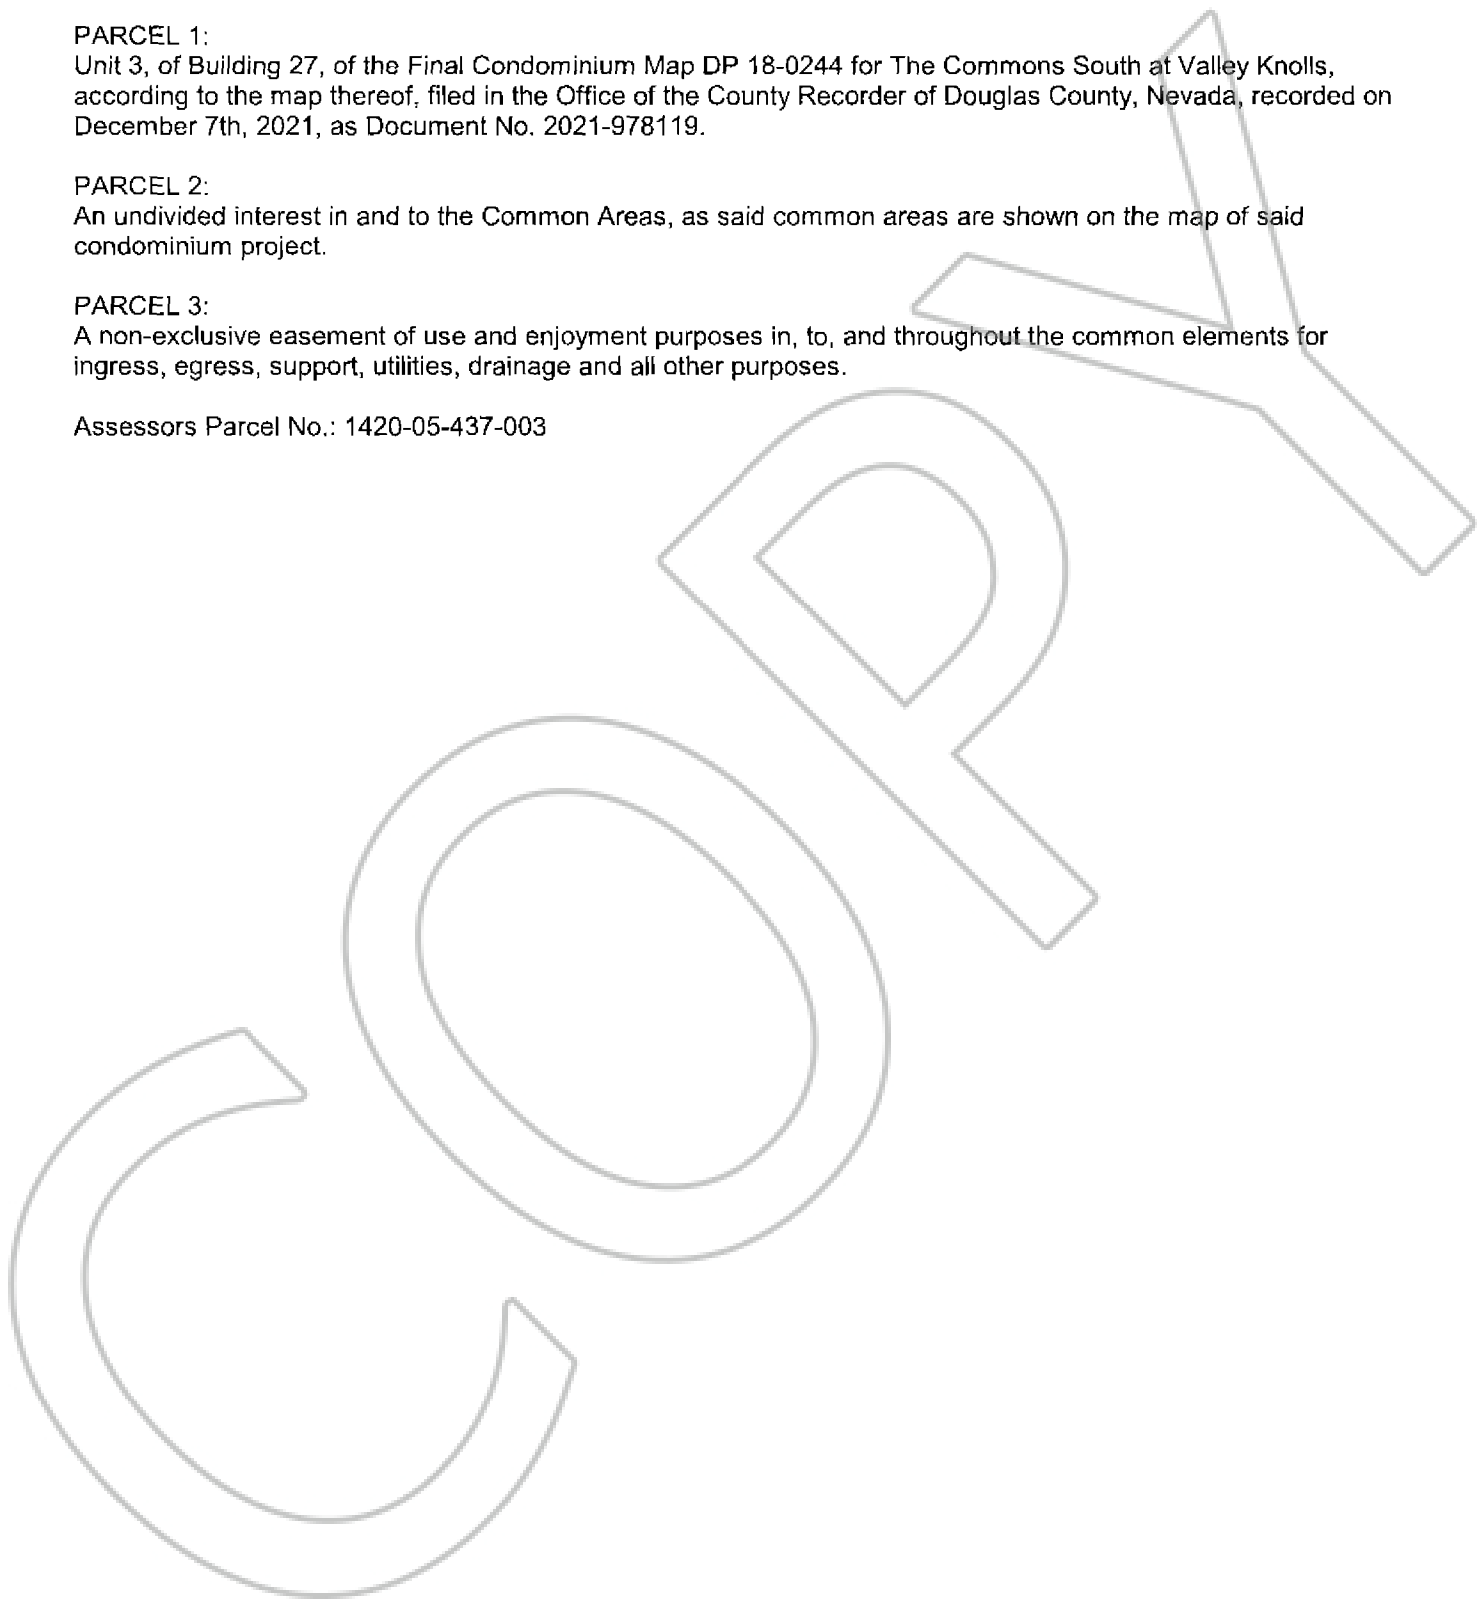 PARCEL 1:
Unit 3, of Building 27, of the Final Condominium Map DP 18-0244 for The Commons South at Valley Knolls,
according to the map thereof, filed in the Office of the County Recorder of Douglas County, Nevada, recorded on
December 7th, 2021, as Document No. 2021-978119.
PARCEL 2:
An undivided interest in and to the Common Areas, as said common areas are shown on the map of said
condominium project.
PARCEL 3:
A non-exclusive easement of use and enjoyment purposes in, to, and throughout the common elements for
ingress, egress, support, utilities, drainage and all other purposes.
Assessors Parcel No.: 1420-05-437-003
COPY